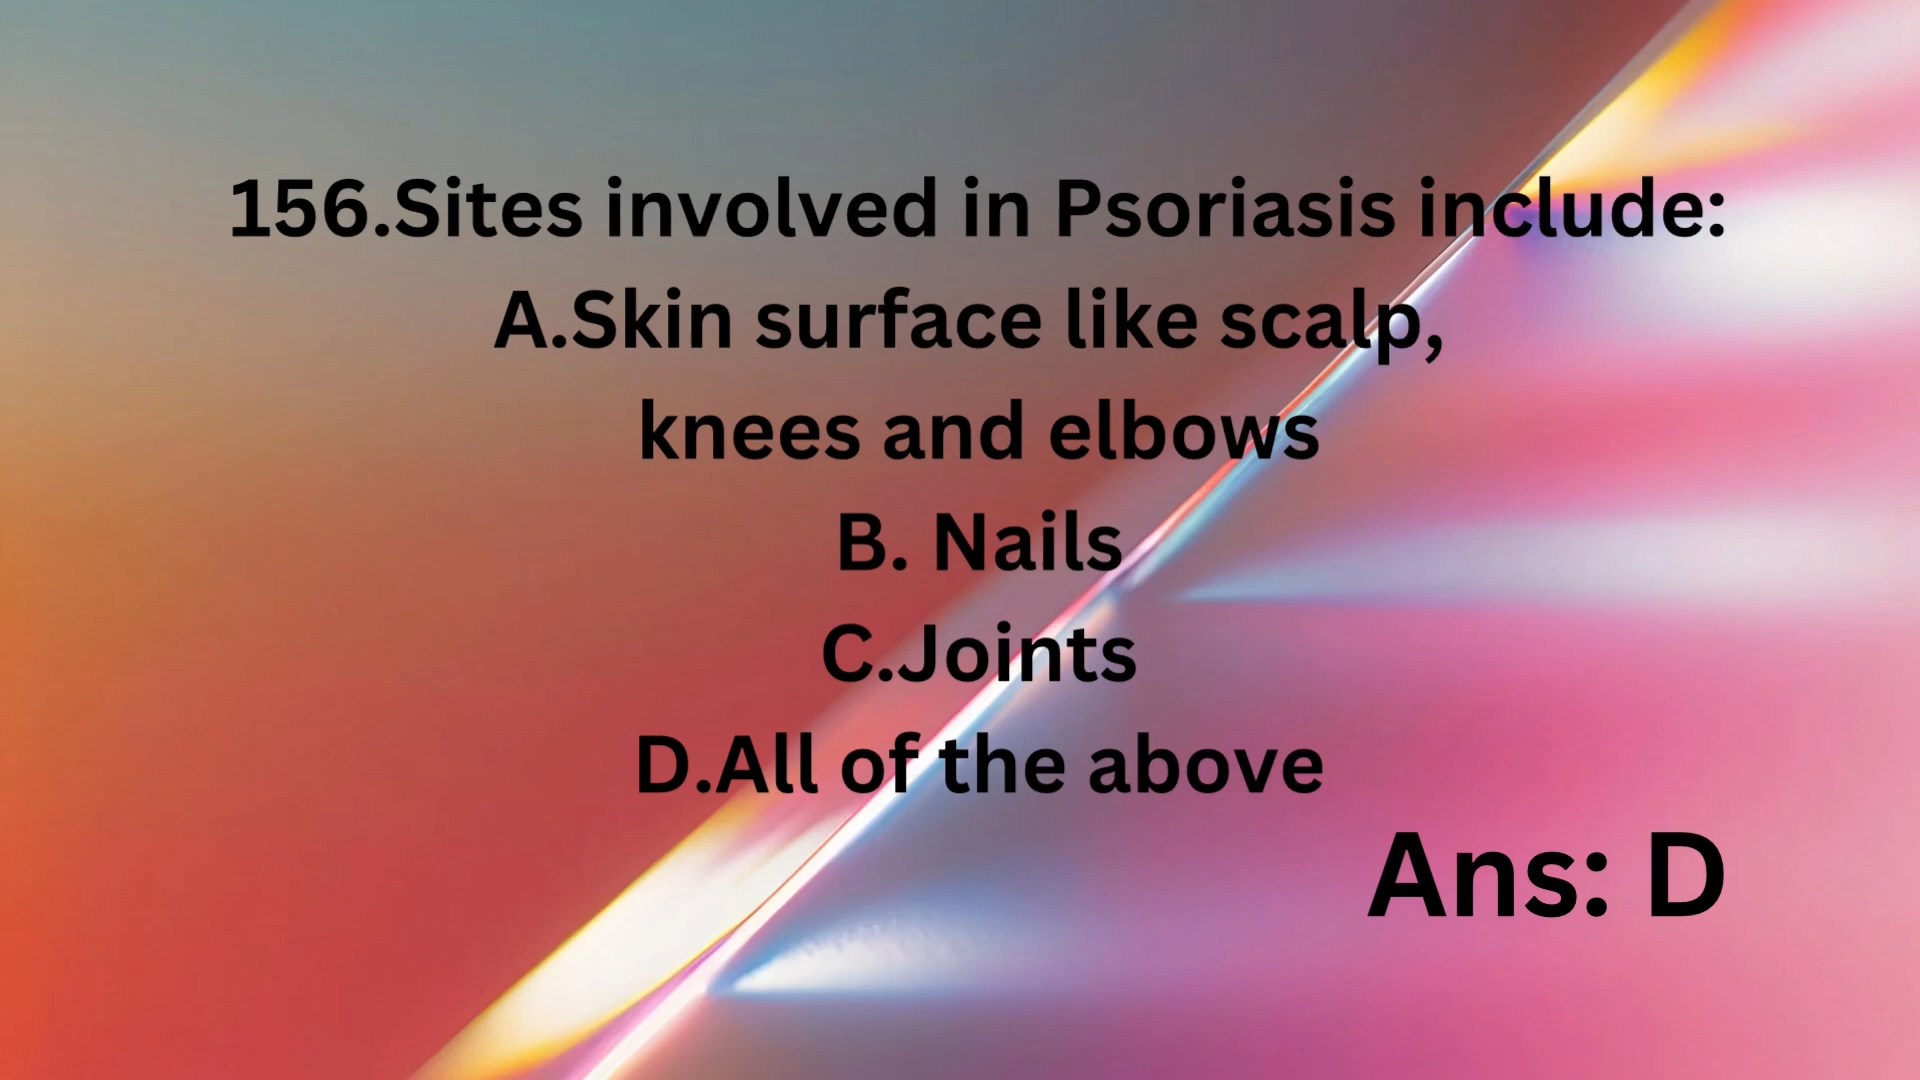 156.Sites involved in Psoriasis include:
A.Skin surface like scalp,
knees and elbows
B. Nails
C.Joints
D.All of the above
Ans: D